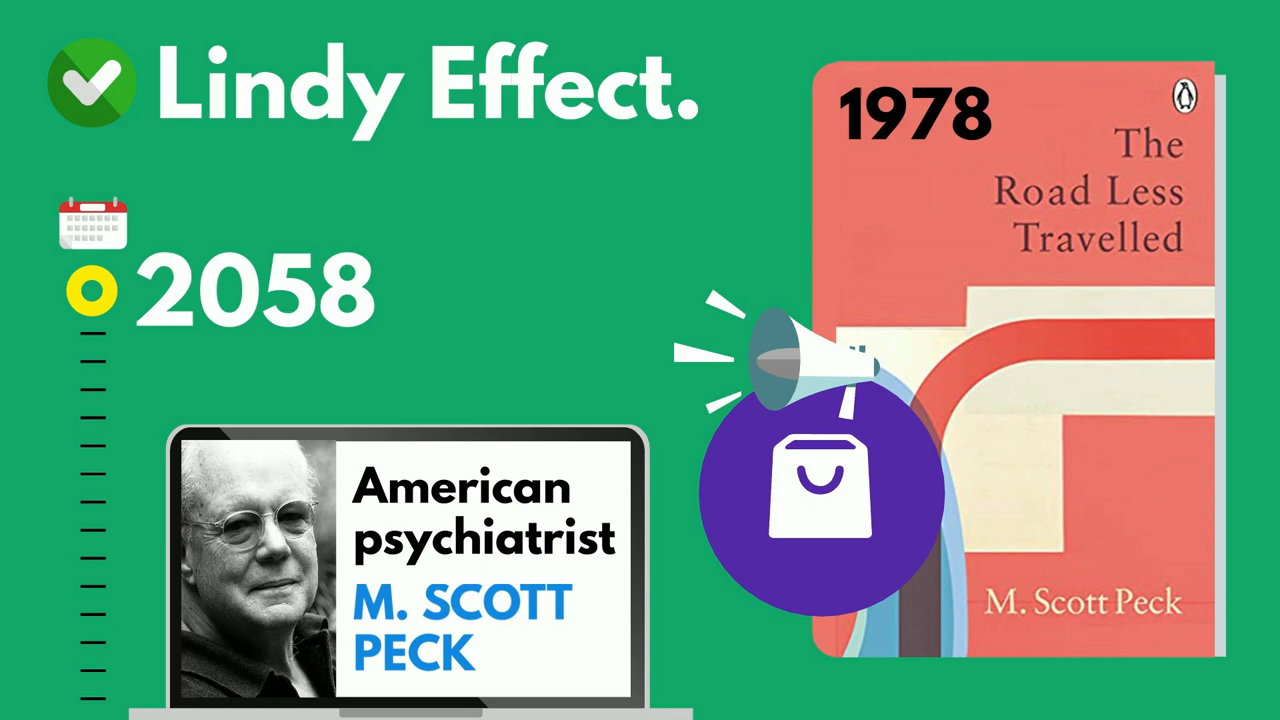 Lindy Effect.
2058
American
psychiatrist
M. SCOTT
PECK
1978
The
Road Less
Travelled
M. Scott Peck